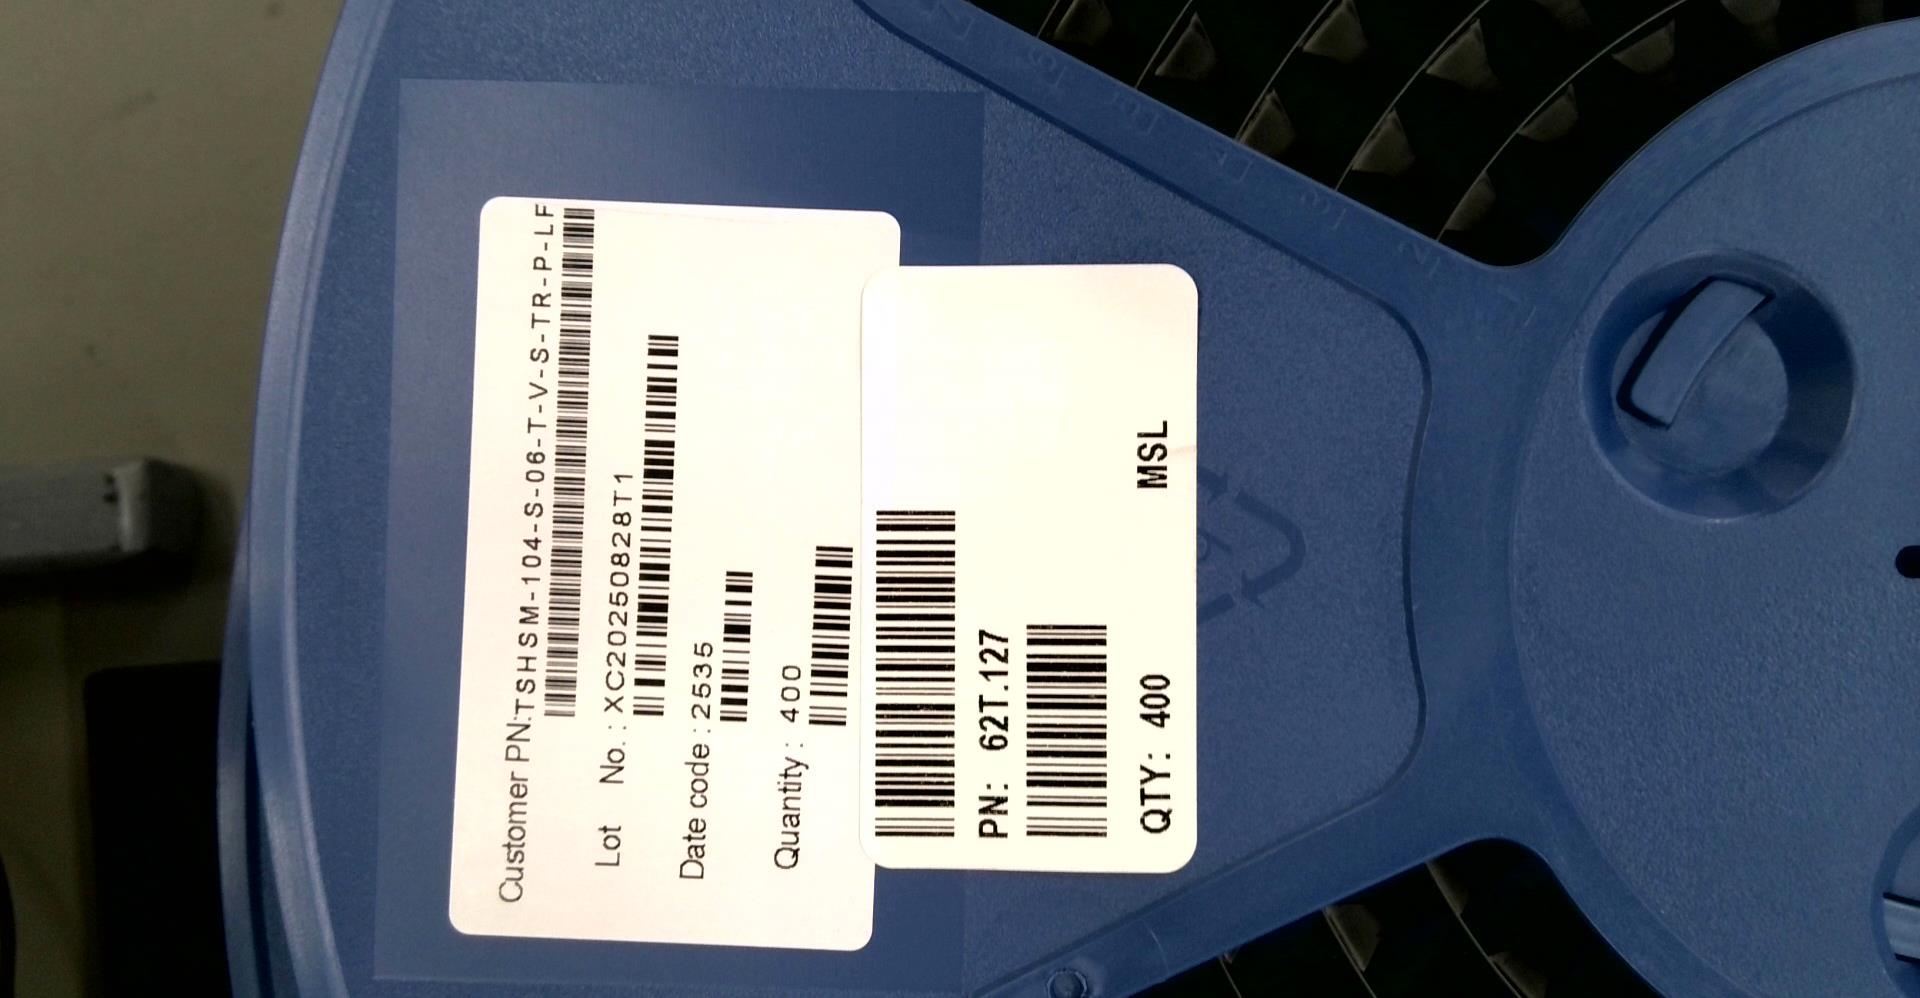 Customer PN:TSHSM-104-S-06-T-V-S-TR-P-LF
Lot No.: XC20250828T1
Date code: 2535
Quantity: 400
PN: 62T.127
QTY: 400 MSL